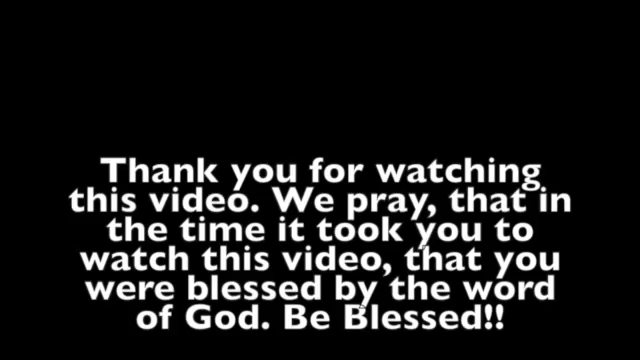 Thank you for watching
this video. We pray, that in
the time it took you to
watch this video, that you
were blessed by the word
of God. Be Blessed!!